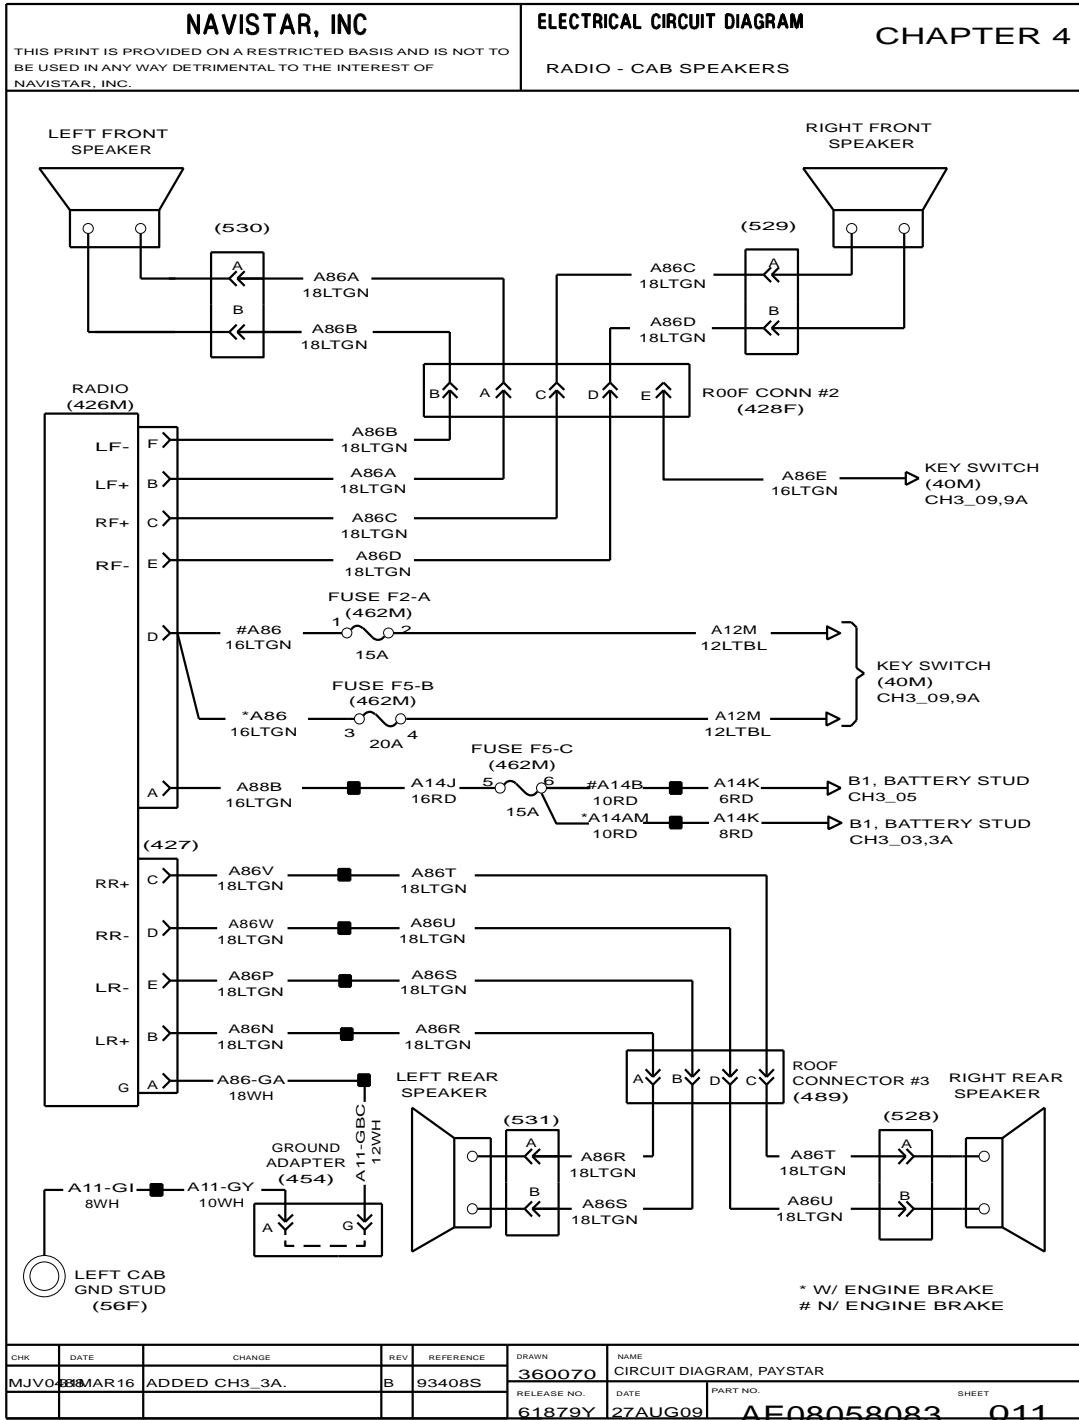 NAVISTAR, INC
THIS PRINT IS PROVIDED ON A RESTRICTED BASIS AND IS NOT TO
BE USED IN ANY WAY DETRIMENTAL TO THE INTEREST OF
NAVISTAR, INC.
ELECTRICAL CIRCUIT DIAGRAM
RADIO - CAB SPEAKERS
CHAPTER 4
LEFT FRONT
SPEAKER
RIGHT FRONT
SPEAKER
(530)
(529)
A
A86A
18LTGN
B
A86B
18LTGN
A86C
18LTGN
A
A86D
18LTGN
B
B
A
C
D
E
R00F CONN #2
(428F)
RADIO
(426M)
LF-
F
A86B
18LTGN
LF+
B
A86A
18LTGN
RF+
C
A86C
18LTGN
RF-
E
A86D
18LTGN
A86E
16LTGN
KEY SWITCH
(40M)
CH3_09,9A
FUSE F2-A
(462M)
D
#A86
16LTGN
1
2
15A
A12M
12LTBL
FUSE F5-B
(462M)
*A86
16LTGN
3
4
20A
A12M
12LTBL
KEY SWITCH
(40M)
CH3_09,9A
FUSE F5-C
(462M)
A
A88B
16LTGN
A14J
16RD
5
6
15A
#A14B
10RD
A14K
6RD
B1, BATTERY STUD
CH3_05
*A14AM
10RD
A14K
8RD
B1, BATTERY STUD
CH3_03,3A
(427)
RR+
C
A86V
18LTGN
A86T
18LTGN
RR-
D
A86W
18LTGN
A86U
18LTGN
LR-
E
A86P
18LTGN
A86S
18LTGN
LR+
B
A86N
18LTGN
A86R
18LTGN
G
A
A86-GA
18WH
A11-GBC
12WH
LEFT REAR
SPEAKER
A
B
D
C
ROOF
CONNECTOR #3
(489)
RIGHT REAR
SPEAKER
(531)
(528)
A
A86R
18LTGN
B
A86S
18LTGN
A86T
18LTGN
A
A86U
18LTGN
B
GROUND
ADAPTER
(454)
A
G
A11-GI
8WH
A11-GY
10WH
LEFT CAB
GND STUD
(56F)
* W/ ENGINE BRAKE
# N/ ENGINE BRAKE
CHK
DATE
CHANGE
REV
REFERENCE
DRAWN
360070
NAME
CIRCUIT DIAGRAM, PAYSTAR
ADDED CH3_3A.
B
93408S
RELEASE NO.
61879Y
DATE
27AUG09
PART NO.
AE08058083
SHEET
011